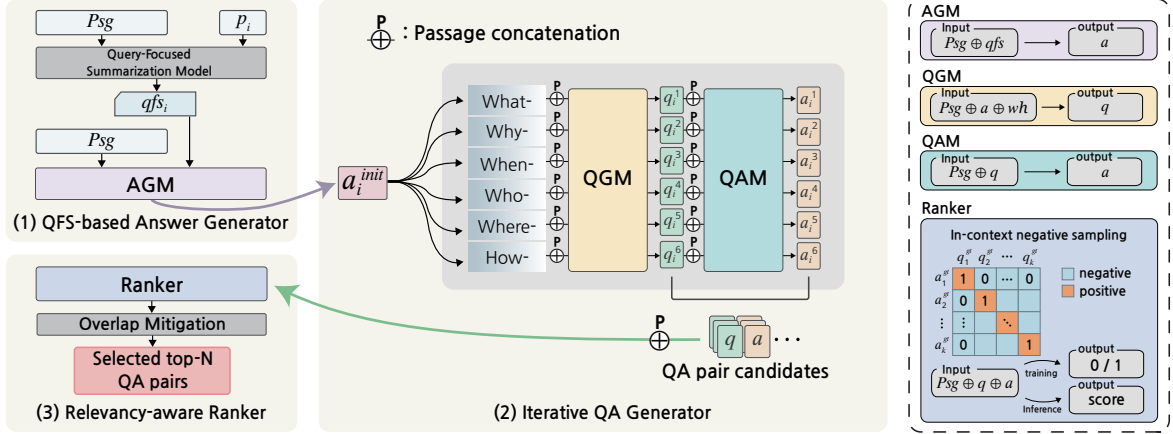 Psg
p_i
Query-Focused
Summarization Model
qfs_i
Psg
AGM
(1) QFS-based Answer Generator
Ranker
Overlap Mitigation
Selected top-N
QA pairs
(3) Relevancy-aware Ranker
P
⊕ : Passage concatenation
a_i^{init}
What-
P
⊕
Why-
P
⊕
When-
P
⊕
Who-
P
⊕
Where-
P
⊕
How-
P
⊕
QGM
q_i^1
P
⊕
q_i^2
P
⊕
q_i^3
P
⊕
q_i^4
P
⊕
q_i^5
P
⊕
q_i^6
P
⊕
QAM
a_i^1
a_i^2
a_i^3
a_i^4
a_i^5
a_i^6
P
⊕
q a ...
QA pair candidates
(2) Iterative QA Generator
AGM
Input
Psg ⊕ qfs
output
a
QGM
Input
Psg ⊕ a ⊕ wh
output
q
QAM
Input
Psg ⊕ q
output
a
Ranker
In-context negative sampling
q_1^{gt} q_2^{gt} ... q_k^{gt}
a_1^{gt} 1 0 ... 0
a_2^{gt} 0 1
⋮ ⋮ ⋱
a_k^{gt} 0 1
negative
positive
Input
Psg ⊕ q ⊕ a
training
output
0 / 1
Inference
output
score